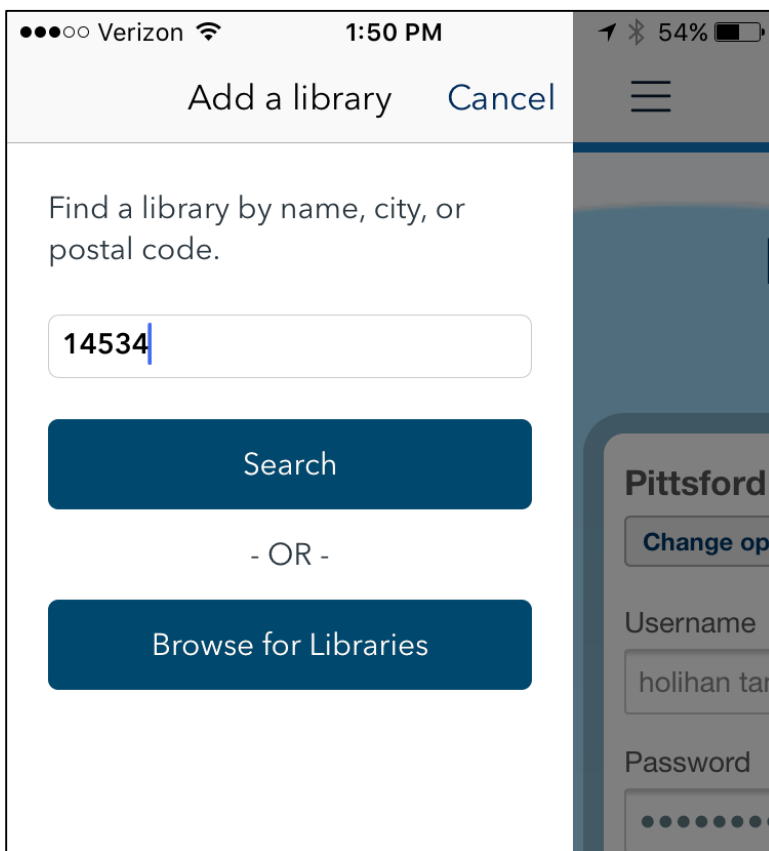 Verizon 1:50 PM 54%
Add a library Cancel
Find a library by name, city, or
postal code.
14534
Search
- OR -
Browse for Libraries
Pittsford
Change op
Username
holihan tar
Password